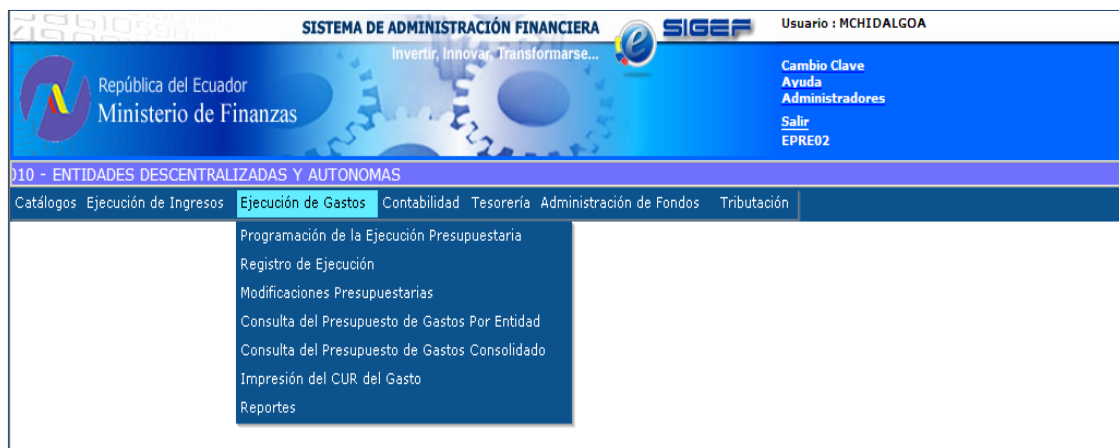 SISTEMA DE ADMINISTRACIÓN FINANCIERA
e SIGEF
Usuario : MCHIDALGOA
Invertir, Innovar, Transformarse...
República del Ecuador
Ministerio de Finanzas
Cambio Clave
Ayuda
Administradores
Salir
EPRE02
010 - ENTIDADES DESCENTRALIZADAS Y AUTONOMAS
Catálogos Ejecución de Ingresos Ejecución de Gastos Contabilidad Tesorería Administración de Fondos Tributación
Programación de la Ejecución Presupuestaria
Registro de Ejecución
Modificaciones Presupuestarias
Consulta del Presupuesto de Gastos Por Entidad
Consulta del Presupuesto de Gastos Consolidado
Impresión del CUR del Gasto
Reportes